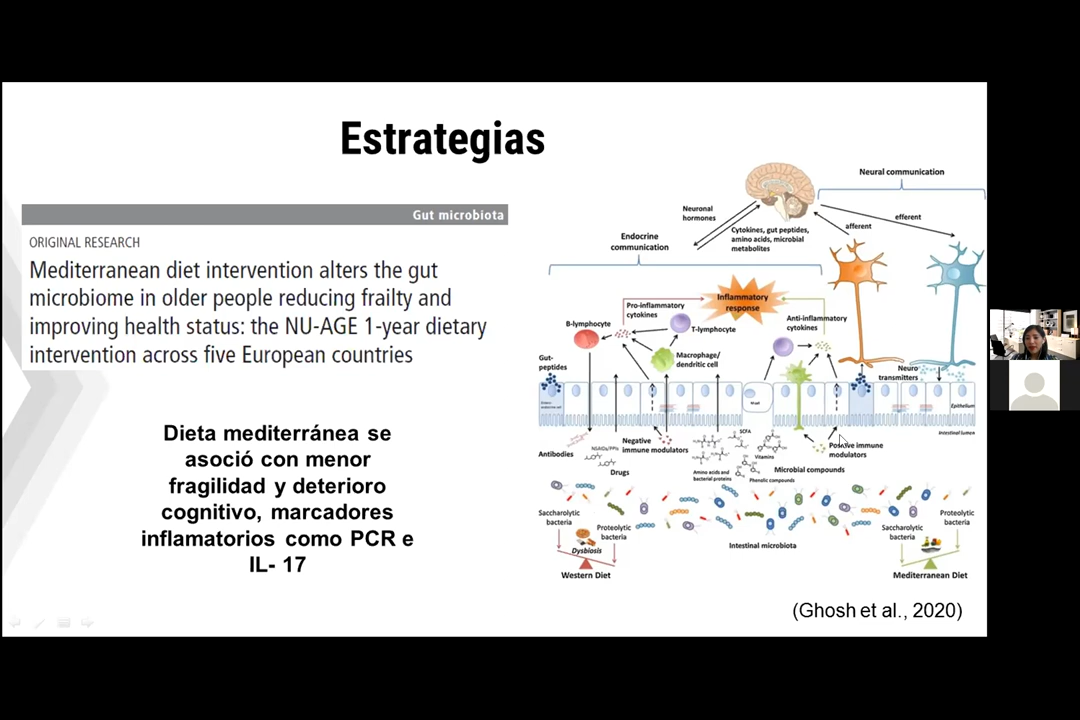 Estrategias
Gut microbiota
ORIGINAL RESEARCH
Mediterranean diet intervention alters the gut
microbiome in older people reducing frailty and
improving health status: the NU-AGE 1-year dietary
intervention across five European countries
Dieta mediterránea se
asoció con menor
fragilidad y deterioro
cognitivo, marcadores
inflamatorios como PCR e
IL- 17
Neural communication
Neuronal
hormones
efferent
afferent
Endocrine
communication
Cytokines, gut peptides,
amino acids, microbial
metabolites
Inflammatory
response
Pro-inflammatory
cytokines
Anti-inflammatory
cytokines
B-lymphocyte
T-lymphocyte
Macrophage/
dendritic cell
Gut-
peptides
Neuro
transmitters
Epithelium
Intestinal lumen
Antibodies
NSAIDs/PPIs
Drugs
Negative
immune modulators
SCFA
Vitamins
Amino acids and
bacterial proteins
Phenolic compounds
Microbial compounds
Positive immune
modulators
Saccharolytic
bacteria
Proteolytic
bacteria
Dysbiosis
Western Diet
Intestinal microbiota
Saccharolytic
bacteria
Proteolytic
bacteria
Mediterranean Diet
(Ghosh et al., 2020)